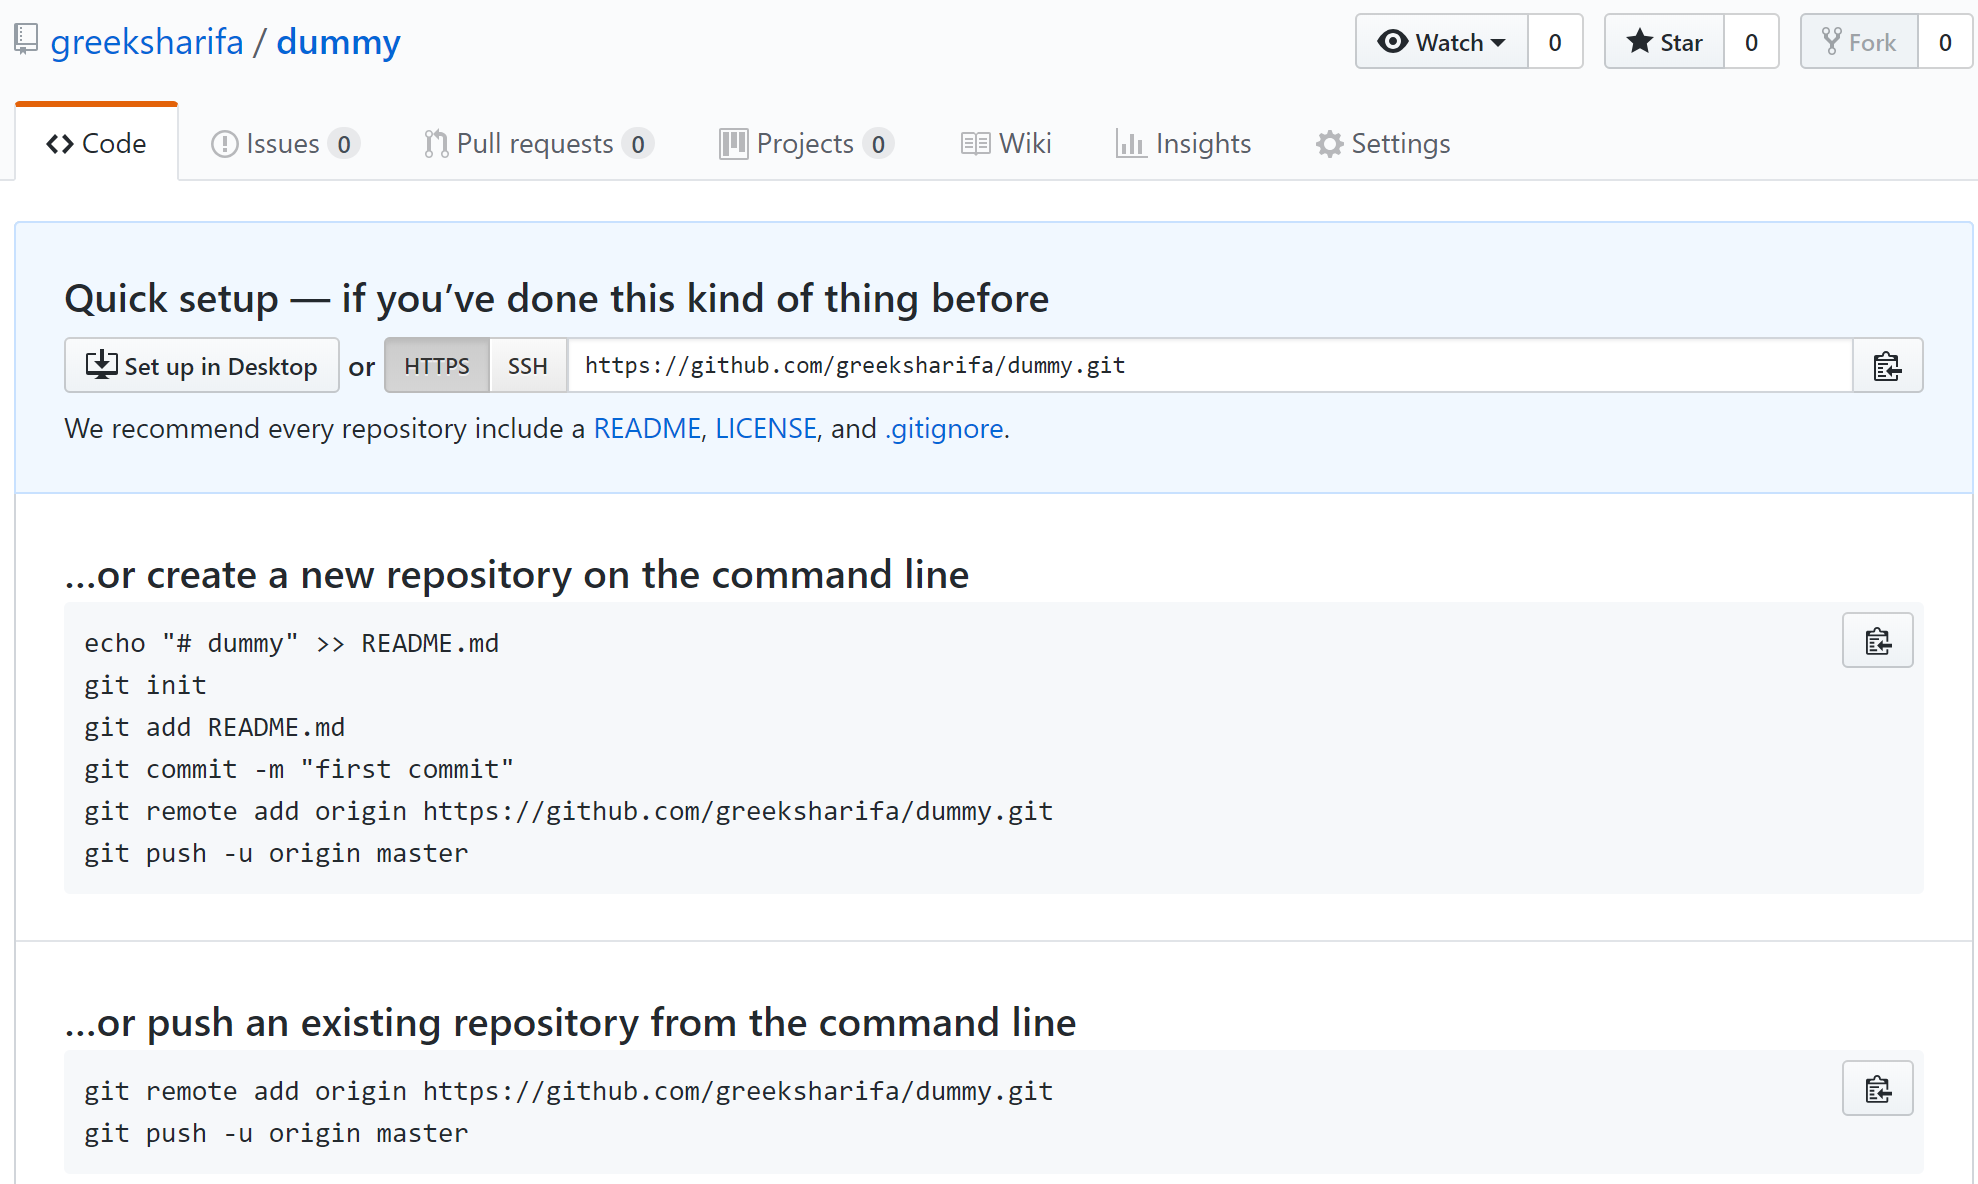 greeksharifa / dummy
Watch 0 Star 0 Fork 0
Code Issues 0 Pull requests 0 Projects 0 Wiki Insights Settings
Quick setup — if you’ve done this kind of thing before
Set up in Desktop or HTTPS SSH https://github.com/greeksharifa/dummy.git
We recommend every repository include a README, LICENSE, and .gitignore.
…or create a new repository on the command line
echo "# dummy" >> README.md
git init
git add README.md
git commit -m "first commit"
git remote add origin https://github.com/greeksharifa/dummy.git
git push -u origin master
…or push an existing repository from the command line
git remote add origin https://github.com/greeksharifa/dummy.git
git push -u origin master